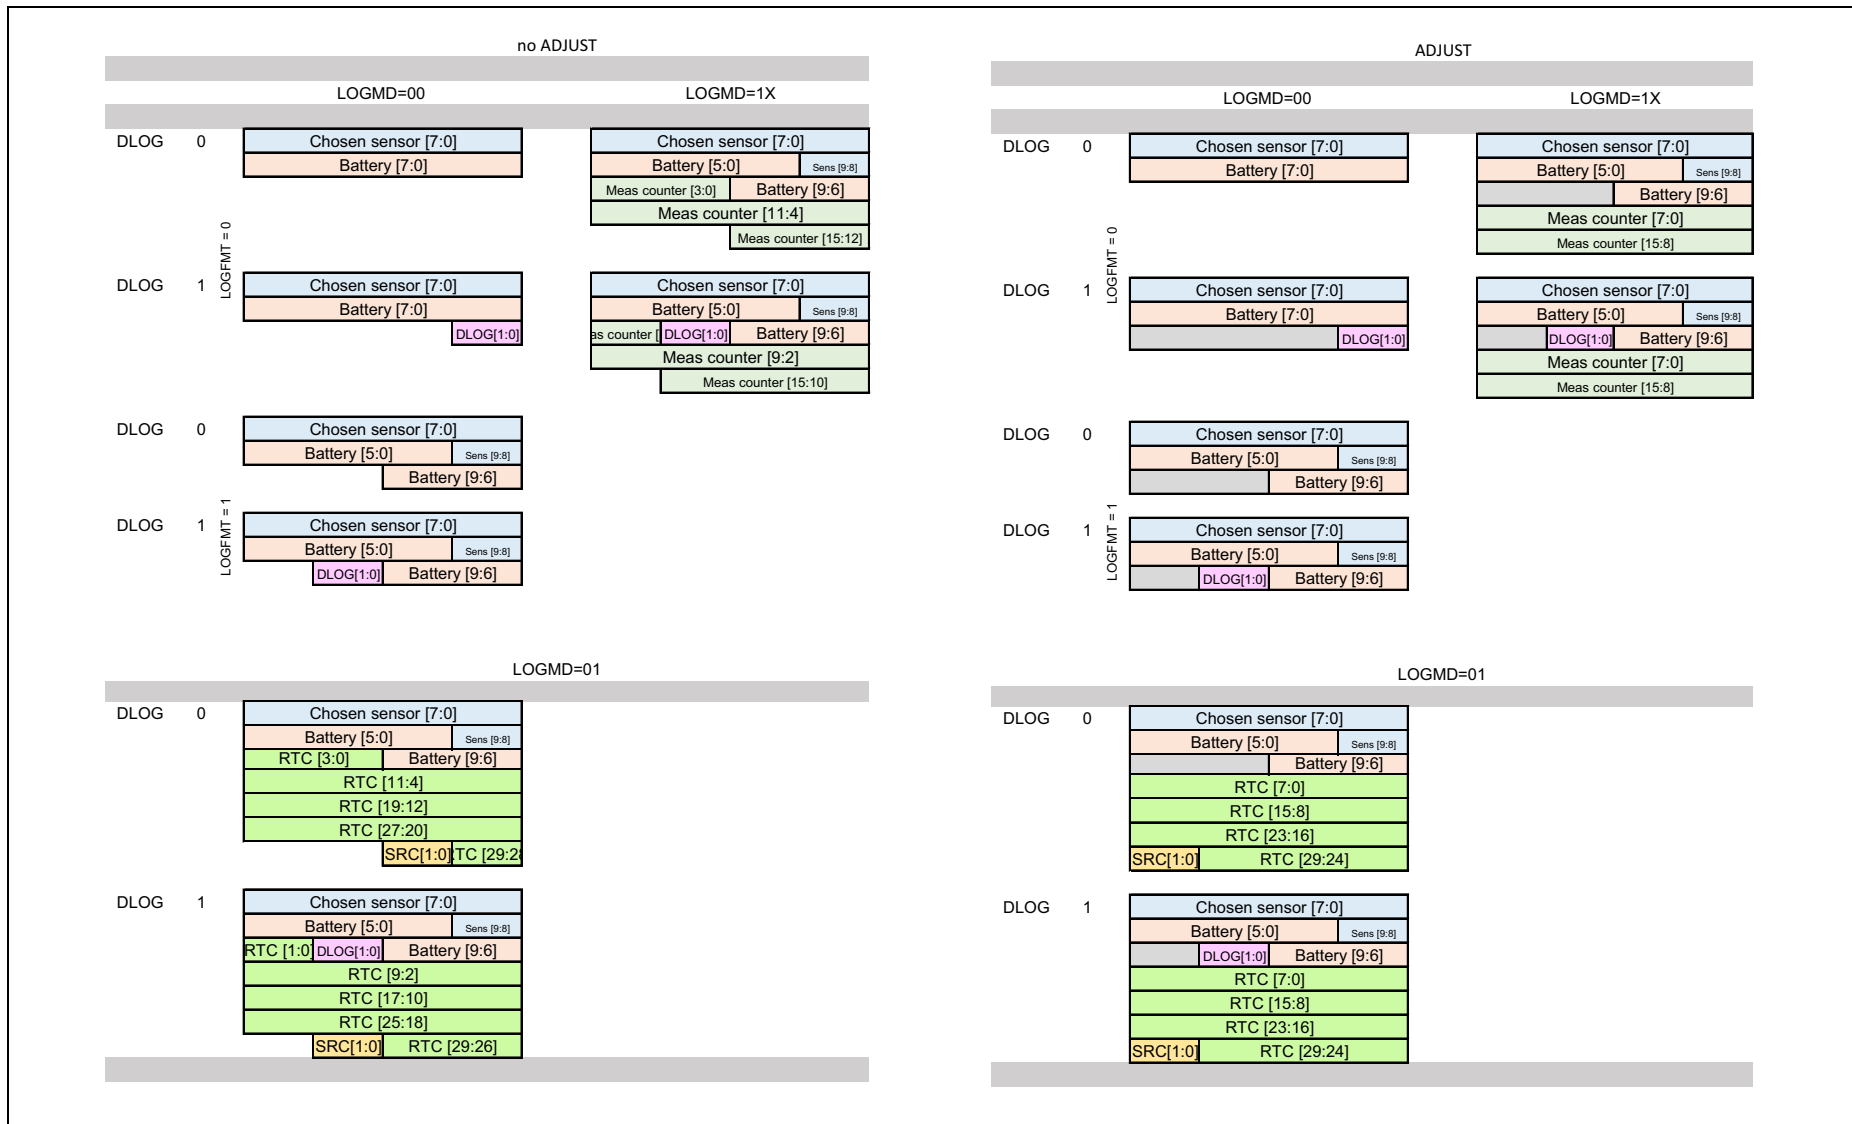 no ADJUST
LOGMD=00 LOGMD=1X
DLOG 0 Chosen sensor [7:0] Chosen sensor [7:0]
Battery [7:0] Battery [5:0] Sens [9:8]
Meas counter [3:0] Battery [9:6]
Meas counter [11:4]
Meas counter [15:12]
LOGFMT = 0
DLOG 1 Chosen sensor [7:0] Chosen sensor [7:0]
Battery [7:0] Battery [5:0] Sens [9:8]
DLOG[1:0] as counter [ DLOG[1:0] Battery [9:6]
Meas counter [9:2]
Meas counter [15:10]
DLOG 0 Chosen sensor [7:0]
Battery [5:0] Sens [9:8]
Battery [9:6]
LOGFMT = 1
DLOG 1 Chosen sensor [7:0]
Battery [5:0] Sens [9:8]
DLOG[1:0] Battery [9:6]
LOGMD=01
DLOG 0 Chosen sensor [7:0]
Battery [5:0] Sens [9:8]
RTC [3:0] Battery [9:6]
RTC [11:4]
RTC [19:12]
RTC [27:20]
SRC[1:0] TC [29:28
DLOG 1 Chosen sensor [7:0]
Battery [5:0] Sens [9:8]
RTC [1:0] DLOG[1:0] Battery [9:6]
RTC [9:2]
RTC [17:10]
RTC [25:18]
SRC[1:0] RTC [29:26]
ADJUST
LOGMD=00 LOGMD=1X
DLOG 0 Chosen sensor [7:0] Chosen sensor [7:0]
Battery [7:0] Battery [5:0] Sens [9:8]
Battery [9:6]
Meas counter [7:0]
Meas counter [15:8]
LOGFMT = 0
DLOG 1 Chosen sensor [7:0] Chosen sensor [7:0]
Battery [7:0] Battery [5:0] Sens [9:8]
DLOG[1:0] DLOG[1:0] Battery [9:6]
Meas counter [7:0]
Meas counter [15:8]
DLOG 0 Chosen sensor [7:0]
Battery [5:0] Sens [9:8]
Battery [9:6]
LOGFMT = 1
DLOG 1 Chosen sensor [7:0]
Battery [5:0] Sens [9:8]
DLOG[1:0] Battery [9:6]
LOGMD=01
DLOG 0 Chosen sensor [7:0]
Battery [5:0] Sens [9:8]
Battery [9:6]
RTC [7:0]
RTC [15:8]
RTC [23:16]
SRC[1:0] RTC [29:24]
DLOG 1 Chosen sensor [7:0]
Battery [5:0] Sens [9:8]
DLOG[1:0] Battery [9:6]
RTC [7:0]
RTC [15:8]
RTC [23:16]
SRC[1:0] RTC [29:24]